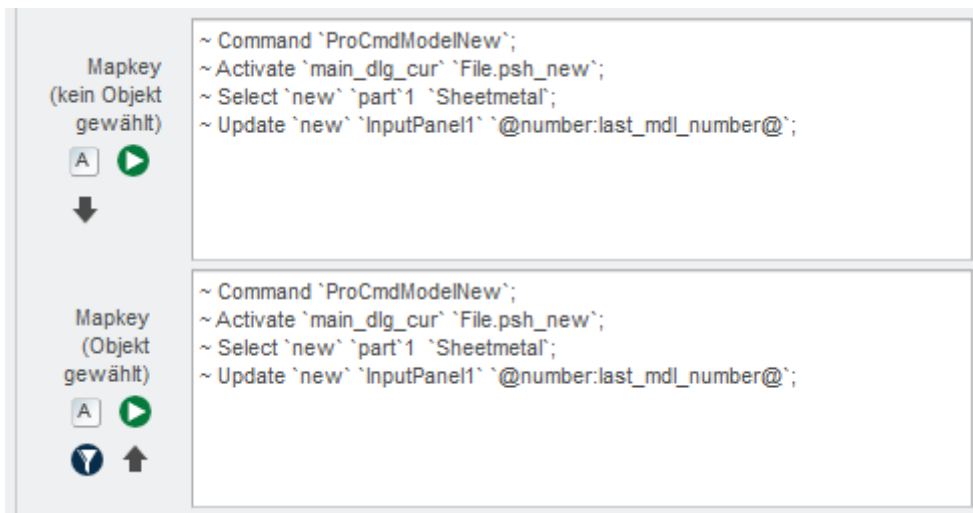 Mapkey
(kein Objekt
gewählt)
A
~ Command `ProCmdModelNew`;
~ Activate `main_dlg_cur` `File.psh_new`;
~ Select `new` `part`1  `Sheetmetal`;
~ Update `new` `InputPanel1` `@number:last_mdl_number@`;
Mapkey
(Objekt
gewählt)
A
~ Command `ProCmdModelNew`;
~ Activate `main_dlg_cur` `File.psh_new`;
~ Select `new` `part`1  `Sheetmetal`;
~ Update `new` `InputPanel1` `@number:last_mdl_number@`;